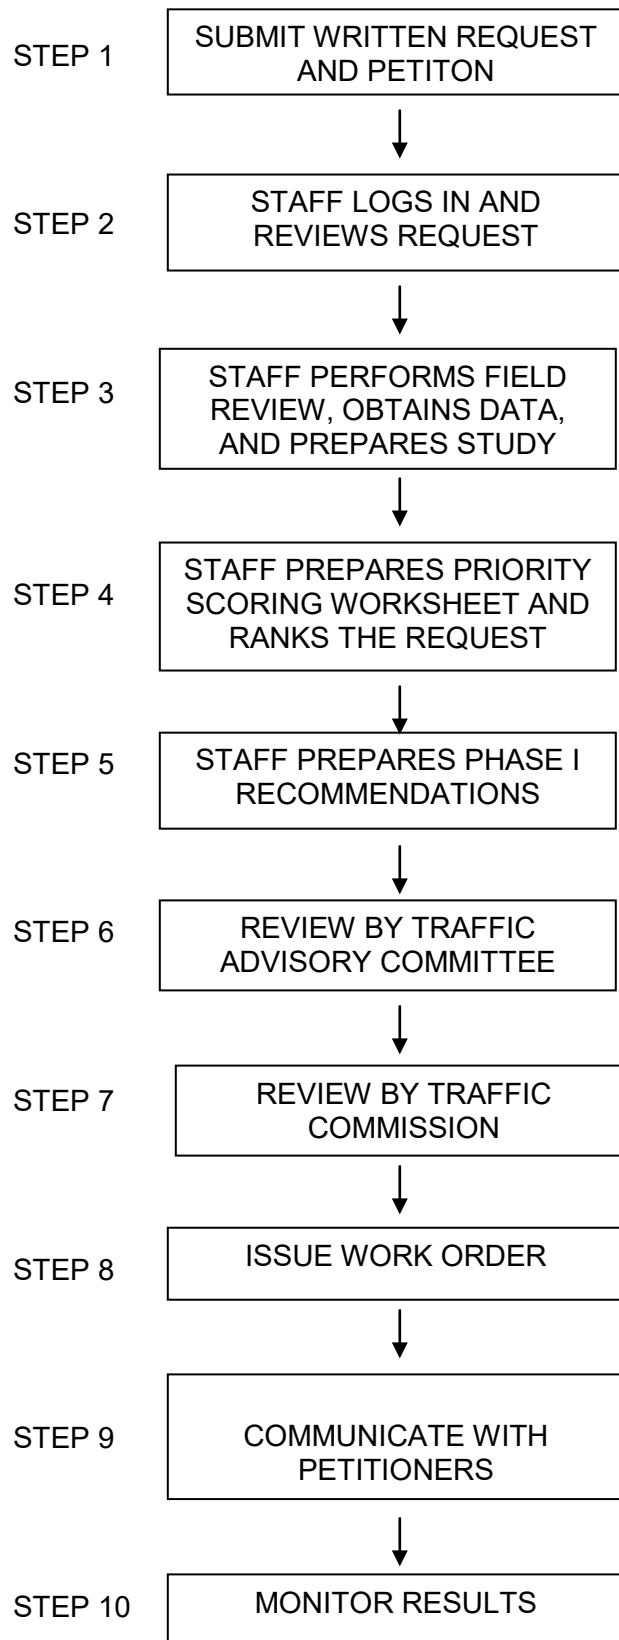 STEP 1
SUBMIT WRITTEN REQUEST
AND PETITON
STEP 2
STAFF LOGS IN AND
REVIEWS REQUEST
STEP 3
STAFF PERFORMS FIELD
REVIEW, OBTAINS DATA,
AND PREPARES STUDY
STEP 4
STAFF PREPARES PRIORITY
SCORING WORKSHEET AND
RANKS THE REQUEST
STEP 5
STAFF PREPARES PHASE I
RECOMMENDATIONS
STEP 6
REVIEW BY TRAFFIC
ADVISORY COMMITTEE
STEP 7
REVIEW BY TRAFFIC
COMMISSION
STEP 8
ISSUE WORK ORDER
STEP 9
COMMUNICATE WITH
PETITIONERS
STEP 10
MONITOR RESULTS